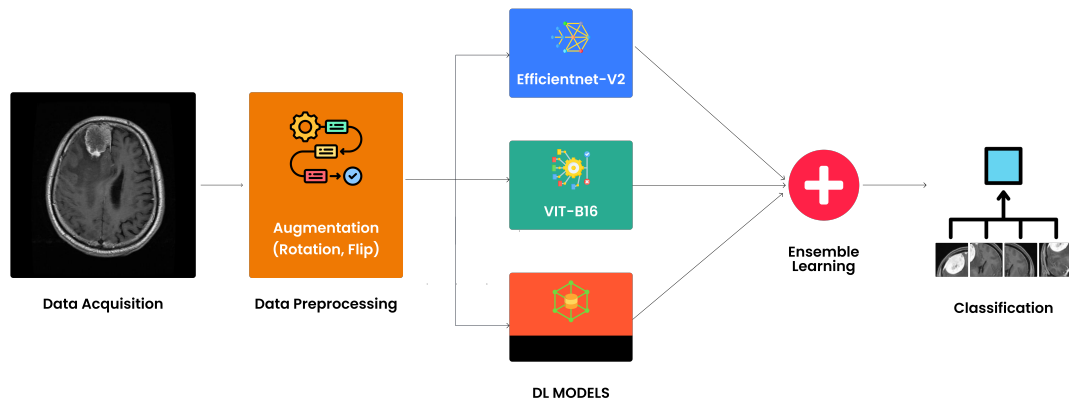 Efficientnet-V2
VIT-B16
Augmentation
(Rotation, Flip)
Ensemble
Learning
Data Acquisition
Data Preprocessing
Classification
DL MODELS